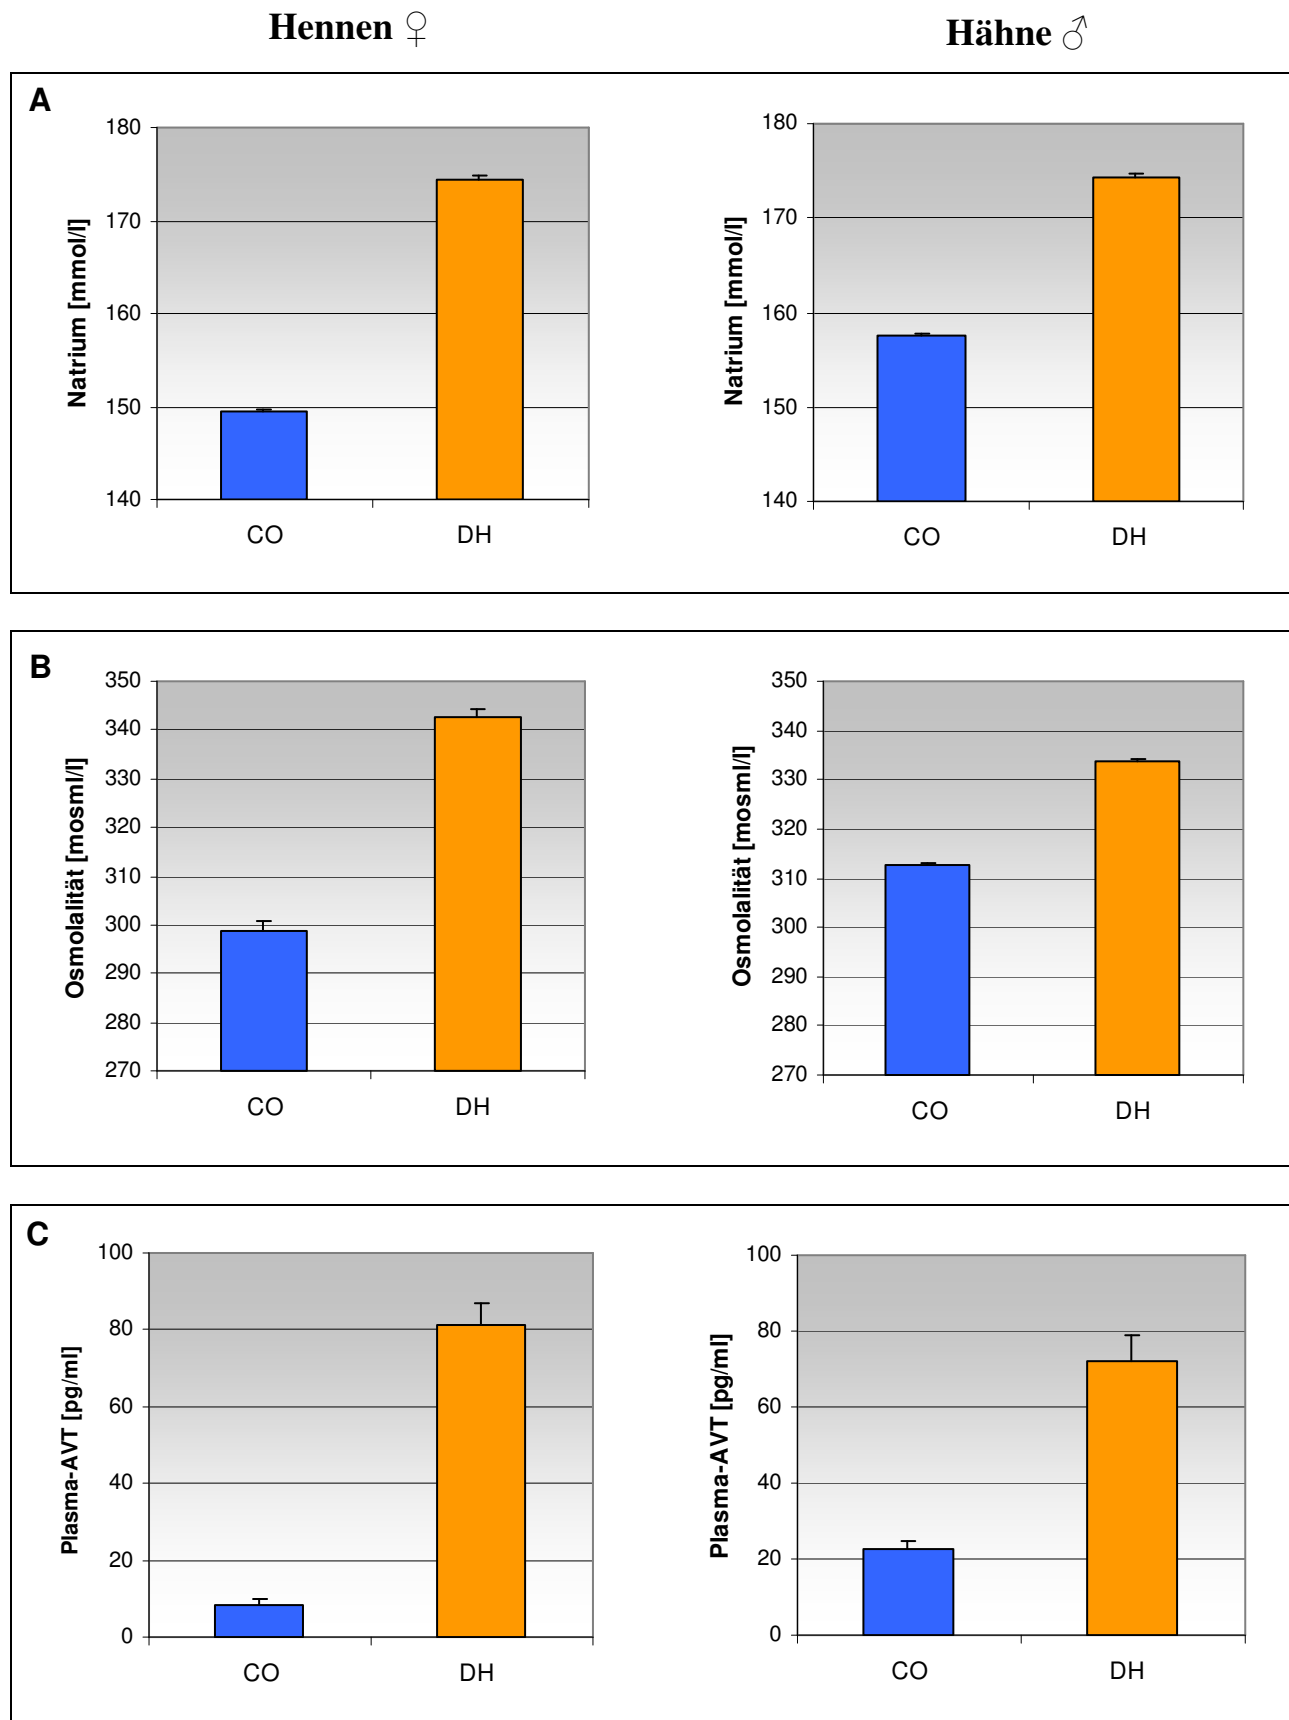 Hennen ♀
Hähne ♂
A
180
170
160
150
140
Natrium [mmol/l]
CO
DH
180
170
160
150
140
Natrium [mmol/l]
CO
DH
B
350
340
330
320
310
300
290
280
270
Osmolalität [mosml/l]
CO
DH
350
340
330
320
310
300
290
280
270
Osmolalität [mosml/l]
CO
DH
C
100
80
60
40
20
0
Plasma-AVT [pg/ml]
CO
DH
100
80
60
40
20
0
Plasma-AVT [pg/ml]
CO
DH